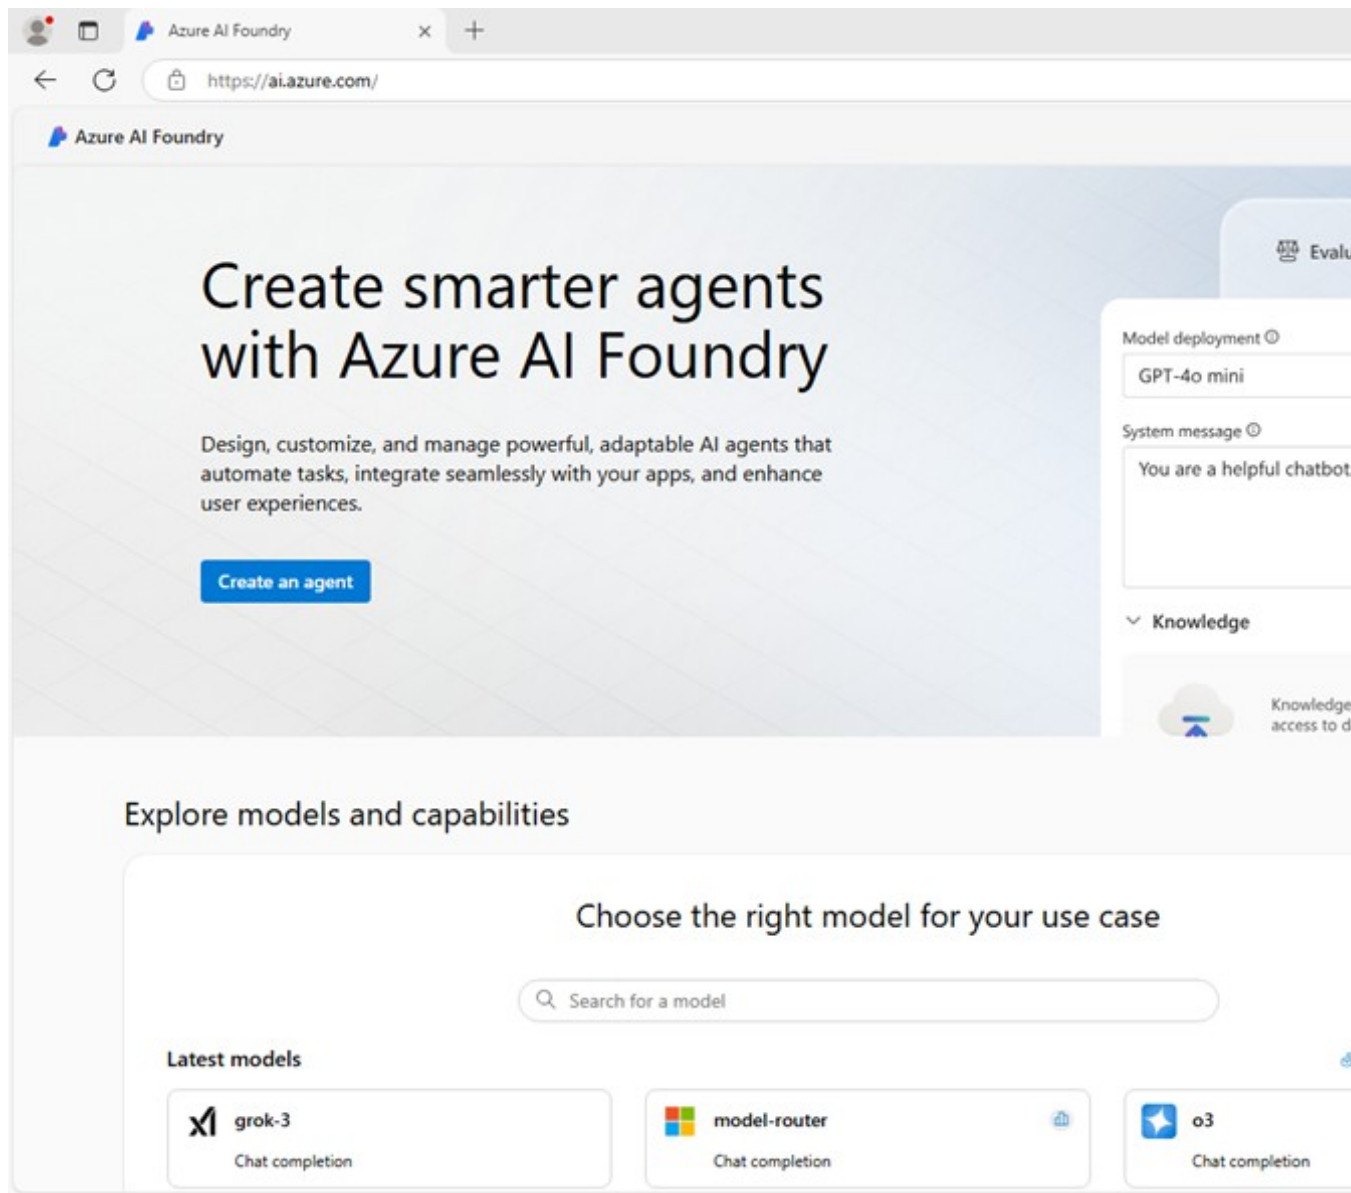 Azure AI Foundry
https://ai.azure.com/
Azure AI Foundry
Create smarter agents
with Azure AI Foundry
Design, customize, and manage powerful, adaptable AI agents that
automate tasks, integrate seamlessly with your apps, and enhance
user experiences.
Create an agent
Model deployment
GPT-4o mini
System message
You are a helpful chatbot
Knowledge
Knowledge
access to
Explore models and capabilities
Choose the right model for your use case
Search for a model
Latest models
grok-3
Chat completion
model-router
Chat completion
o3
Chat completion